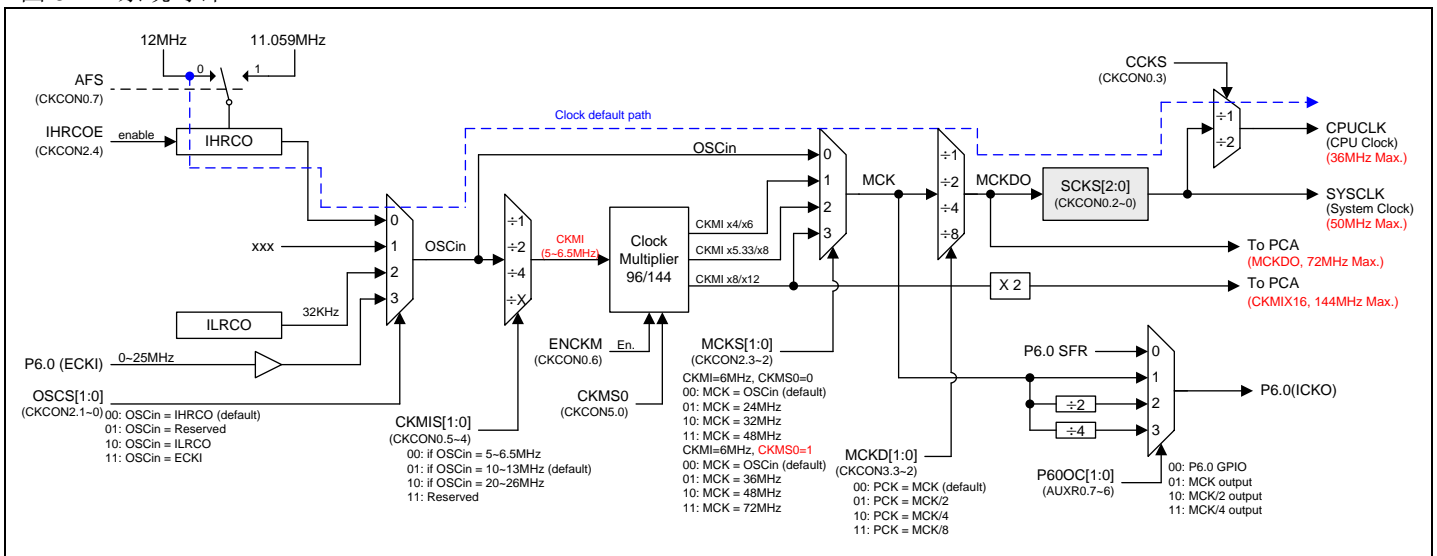 12MHz
11.059MHz
0
1
AFS
(CKCON0.7)
IHRCOE
(CKCON2.4)
enable
IHRCO
Clock default path
OSCin
xxx
ILRCO
32KHz
P6.0 (ECKI)
0~25MHz
0
1
2
3
OSCin
OSCS[1:0]
(CKCON2.1~0)
00: OSCin = IHRCO (default)
01: OSCin = Reserved
10: OSCin = ILRCO
11: OSCin = ECKI
÷1
÷2
÷4
÷X
CKMI
(5~6.5MHz)
CKMIS[1:0]
(CKCON0.5~4)
00: if OSCin = 5~6.5MHz
01: if OSCin = 10~13MHz (default)
10: if OSCin = 20~26MHz
11: Reserved
Clock
Multiplier
96/144
CKMI x4/x6
CKMI x5.33/x8
CKMI x8/x12
ENCKM
(CKCON0.6)
En.
CKMS0
(CKCON5.0)
0
1
2
3
MCK
MCKS[1:0]
(CKCON2.3~2)
CKMI=6MHz, CKMS0=0
00: MCK = OSCin (default)
01: MCK = 24MHz
10: MCK = 32MHz
11: MCK = 48MHz
CKMI=6MHz, CKMS0=1
00: MCK = OSCin (default)
01: MCK = 36MHz
10: MCK = 48MHz
11: MCK = 72MHz
÷1
÷2
÷4
÷8
MCKDO
MCKD[1:0]
(CKCON3.3~2)
00: PCK = MCK (default)
01: PCK = MCK/2
10: PCK = MCK/4
11: PCK = MCK/8
SCKS[2:0]
(CKCON0.2~0)
CCKS
(CKCON0.3)
÷1
÷2
CPUCLK
(CPU Clock)
(36MHz Max.)
SYSCLK
(System Clock)
(50MHz Max.)
To PCA
(MCKDO, 72MHz Max.)
X 2
To PCA
(CKMIX16, 144MHz Max.)
P6.0 SFR
÷2
÷4
0
1
2
3
P6.0(ICKO)
P60OC[1:0]
(AUXR0.7~6)
00: P6.0 GPIO
01: MCK output
10: MCK/2 output
11: MCK/4 output